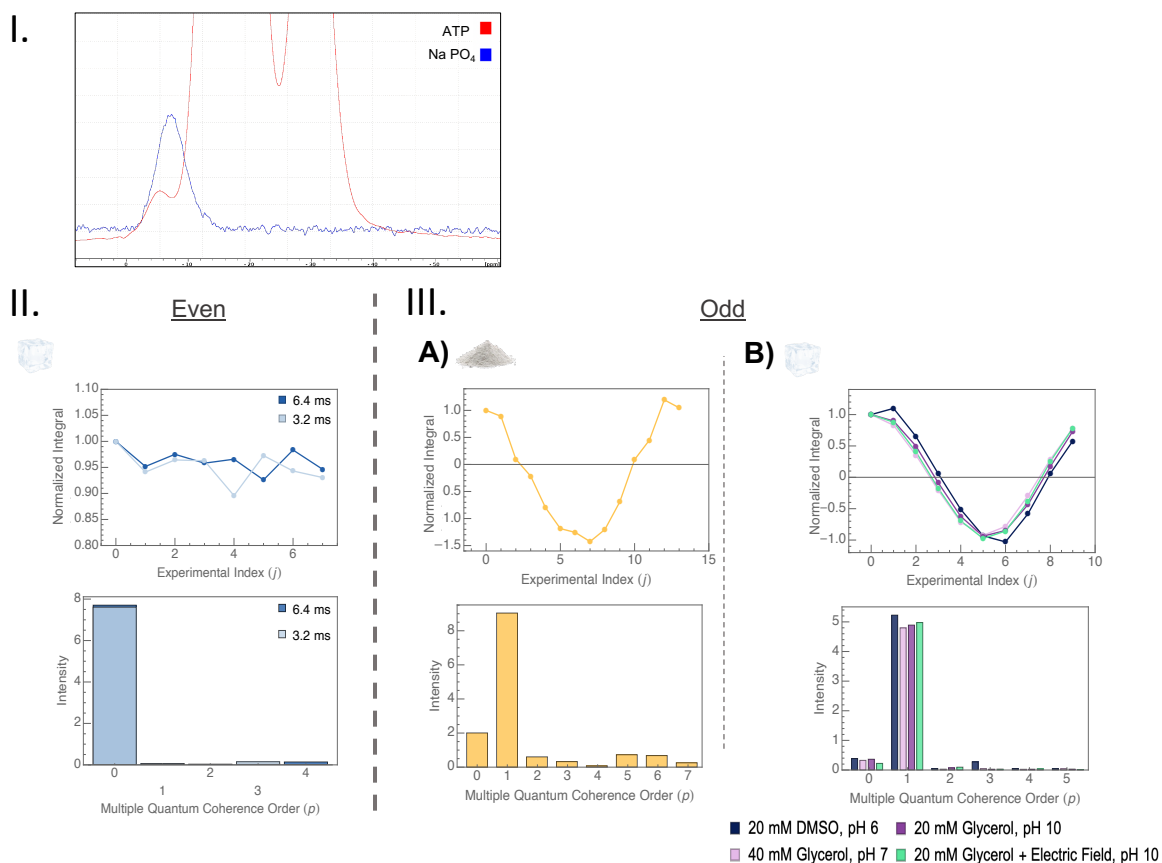 I.
ATP
Na PO₄
0 -10 -20 -30 -40 -50 [ppm]
II.
Even
III.
Odd
A)
B)
1.10
1.05
1.00
0.95
0.90
0.85
0.80
Normalized Integral
6.4 ms
3.2 ms
0 2 4 6
Experimental Index (j)
1.0
0.5
0
-0.5
-1.0
-1.5
Normalized Integral
0 5 10 15
Experimental Index (j)
1.0
0.5
0
-0.5
-1.0
Normalized Integral
0 2 4 6 8 10
Experimental Index (j)
8
6
4
2
0
Intensity
6.4 ms
3.2 ms
0 2 4
1 3
Multiple Quantum Coherence Order (p)
8
6
4
2
0
Intensity
0 1 2 3 4 5 6 7
Multiple Quantum Coherence Order (p)
5
4
3
2
1
0
Intensity
0 1 2 3 4 5
Multiple Quantum Coherence Order (p)
20 mM DMSO, pH 6
20 mM Glycerol, pH 10
40 mM Glycerol, pH 7
20 mM Glycerol + Electric Field, pH 10